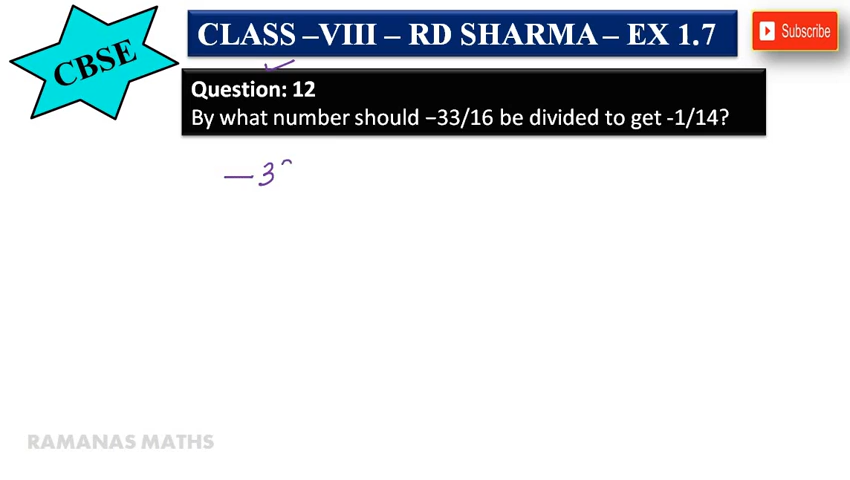 CBSE
CLASS –VIII – RD SHARMA – EX 1.7
Subscribe
Question: 12
By what number should −33/16 be divided to get -1/14?
— 3
RAMANAS MATHS